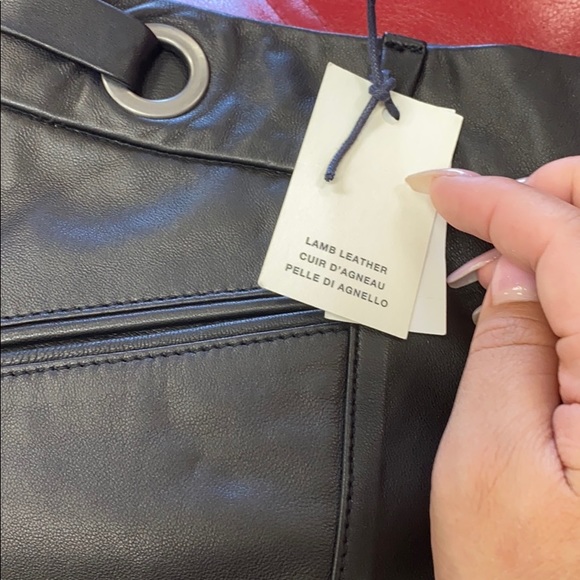 LAMB LEATHER
CUIR D'AGNEAU
PELLE DI AGNELLO